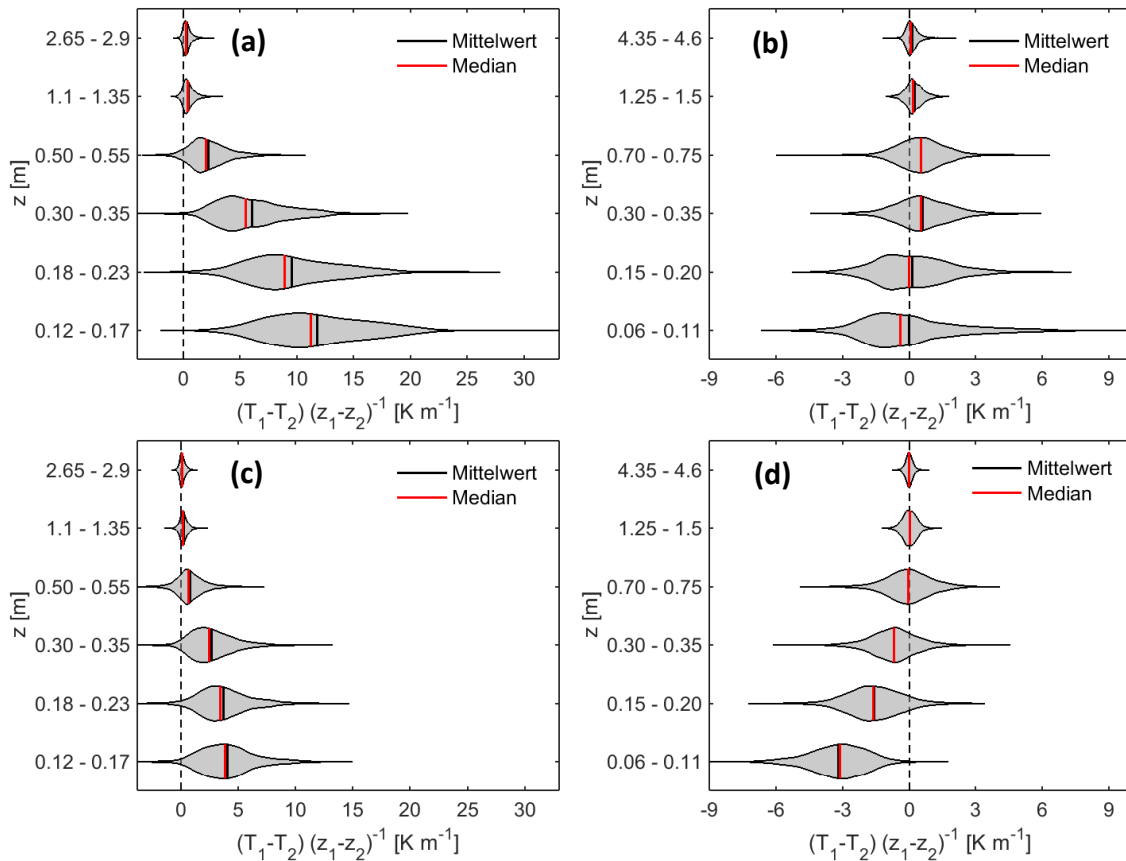 (a)
Mittelwert
Median
z [m]
2.65 - 2.9
1.1 - 1.35
0.50 - 0.55
0.30 - 0.35
0.18 - 0.23
0.12 - 0.17
0 5 10 15 20 25 30
(T₁-T₂) (z₁-z₂)⁻¹ [K m⁻¹]
(b)
Mittelwert
Median
z [m]
4.35 - 4.6
1.25 - 1.5
0.70 - 0.75
0.30 - 0.35
0.15 - 0.20
0.06 - 0.11
-9 -6 -3 0 3 6 9
(T₁-T₂) (z₁-z₂)⁻¹ [K m⁻¹]
(c)
Mittelwert
Median
z [m]
2.65 - 2.9
1.1 - 1.35
0.50 - 0.55
0.30 - 0.35
0.18 - 0.23
0.12 - 0.17
0 5 10 15 20 25 30
(T₁-T₂) (z₁-z₂)⁻¹ [K m⁻¹]
(d)
Mittelwert
Median
z [m]
4.35 - 4.6
1.25 - 1.5
0.70 - 0.75
0.30 - 0.35
0.15 - 0.20
0.06 - 0.11
-9 -6 -3 0 3 6 9
(T₁-T₂) (z₁-z₂)⁻¹ [K m⁻¹]